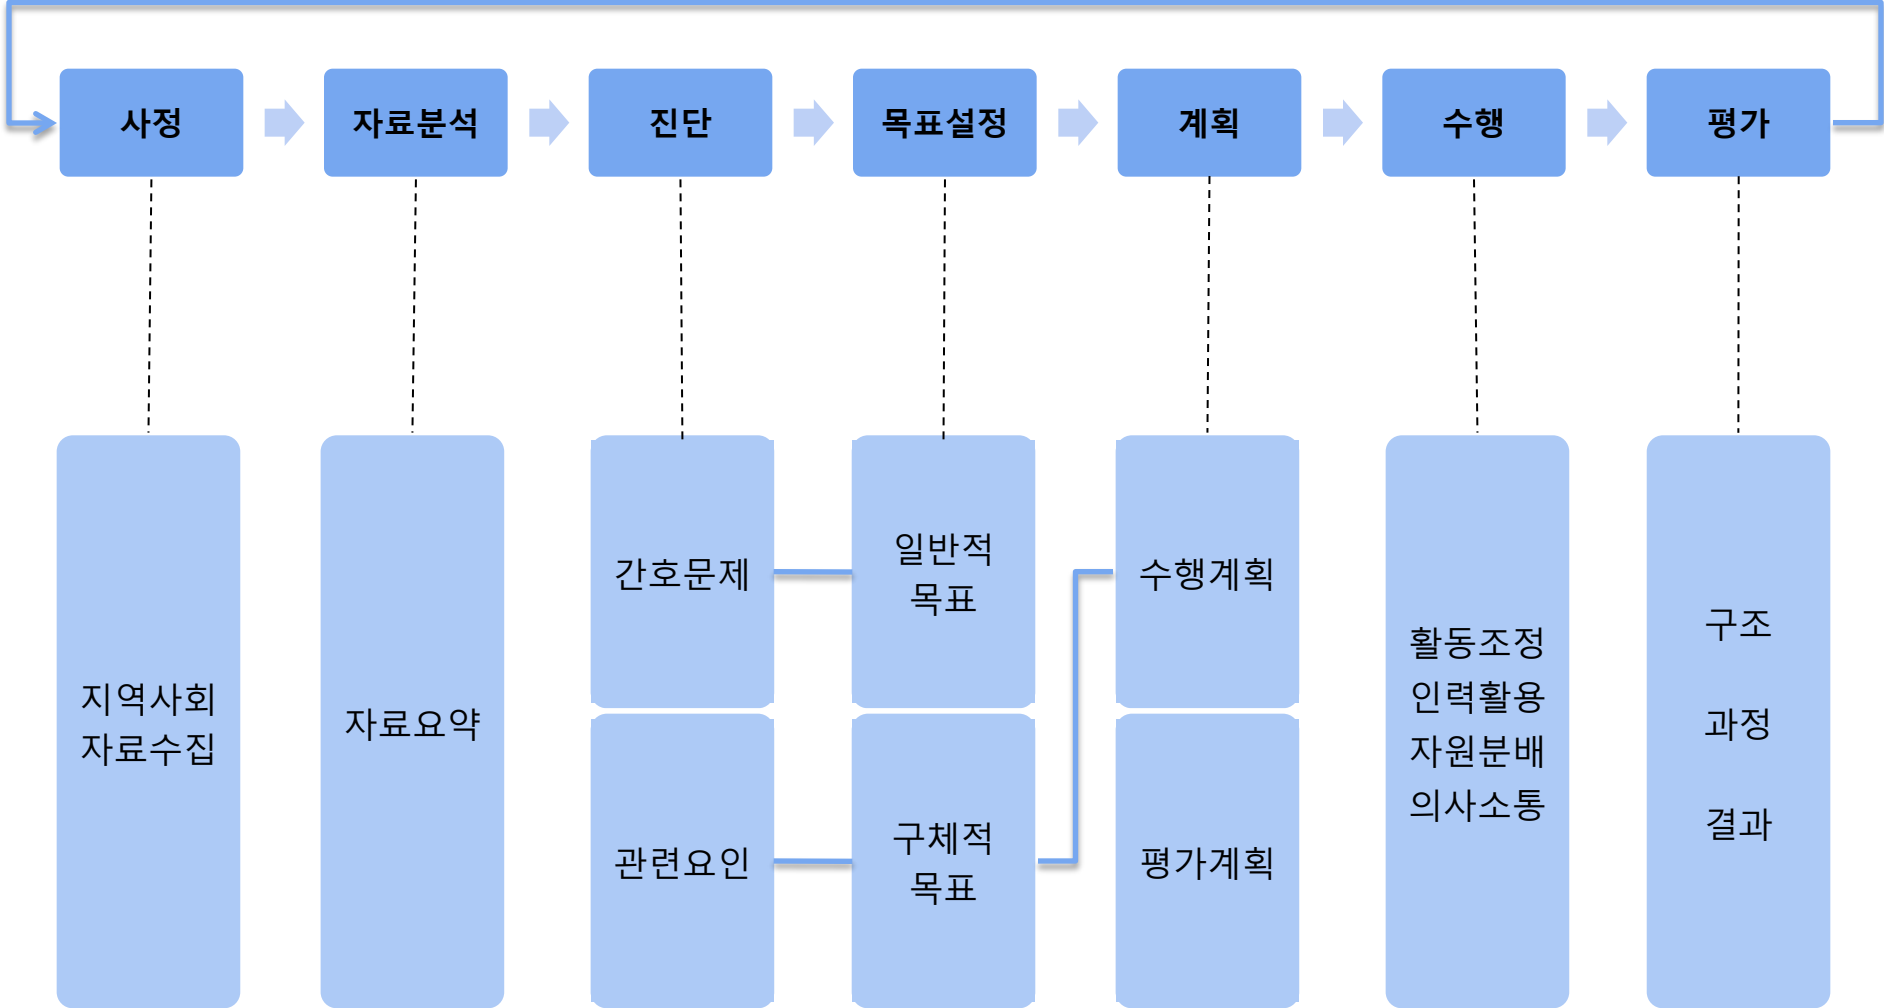 사정
자료분석
진단
목표설정
계획
수행
평가
지역사회
자료수집
자료요약
간호문제
관련요인
일반적
목표
구체적
목표
수행계획
평가계획
활동조정
인력활용
자원분배
의사소통
구조
과정
결과